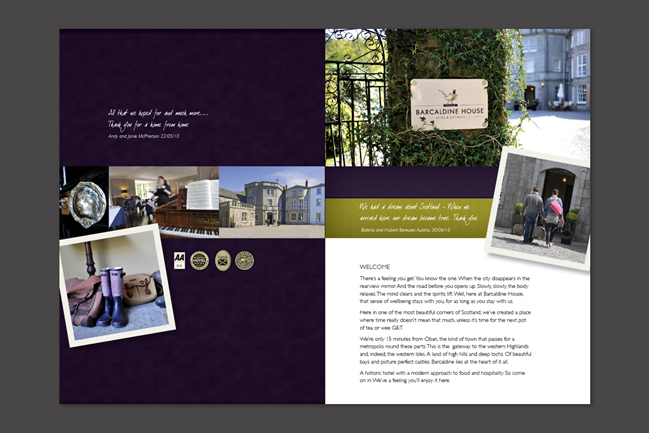 All that we hoped for and much, more.....
Thank you for a home from home
Andy and Janie McPherson 22/05/10
BARCALDINE HOUSE
AA
HOTEL
We had a dream about Scotland - When we
arrived here our dream became true. Thank you.
Bettina and Hubert Bernuter, Austria, 20/06/10
WELCOME
There's a feeling you get. You know the one. When the city disappears in the
rearview mirror. And the road before you opens up. Slowly, slowly, the body
relaxes. The mind clears and the spirits lift. Well, here at Barcaldine House,
that sense of wellbeing stays with you, for as long as you stay with us.
Here in one of the most beautiful corners of Scotland, we've created a place
where time really doesn't mean that much, unless it's time for the next pot
of tea or wee G&T.
We're only 15 minutes from Oban, the kind of town that passes for a
metropolis round these parts. This is the gateway to the western Highlands
and, indeed, the western Isles. A land of high hills and deep lochs. Of beautiful
bays and picture perfect castles. Barcaldine lies at the heart of it all.
A historic hotel with a modern approach to food and hospitality. So come
on in. We've a feeling you'll enjoy it here.